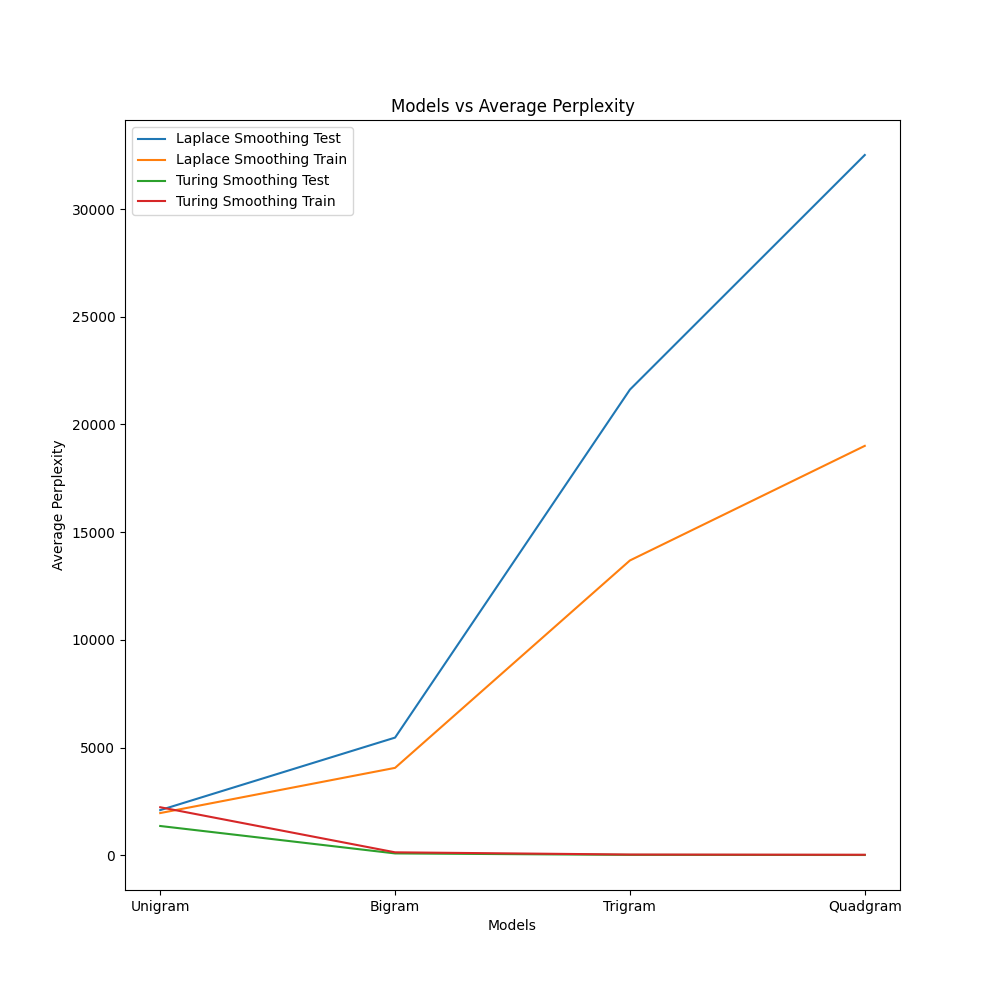 Models vs Average Perplexity
Laplace Smoothing Test
Laplace Smoothing Train
Turing Smoothing Test
Turing Smoothing Train
30000
25000
20000
15000
10000
5000
0
Average Perplexity
Unigram Bigram Trigram Quadgram
Models